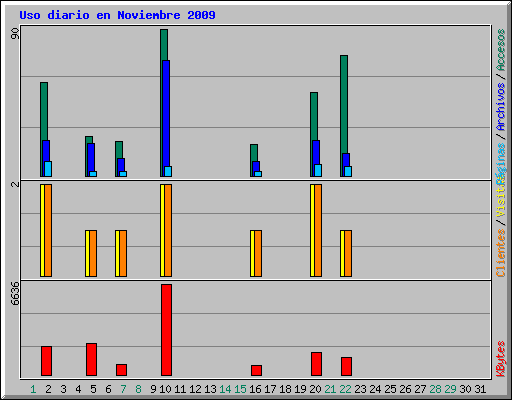 Uso diario en Noviembre 2009
90
2
6636
Accesos
/
Archivos
/
Páginas
Visitas
/
Clientes
KBytes
1 2 3 4 5 6 7 8 9 10 11 12 13 14 15 16 17 18 19 20 21 22 23 24 25 26 27 28 29 30 31